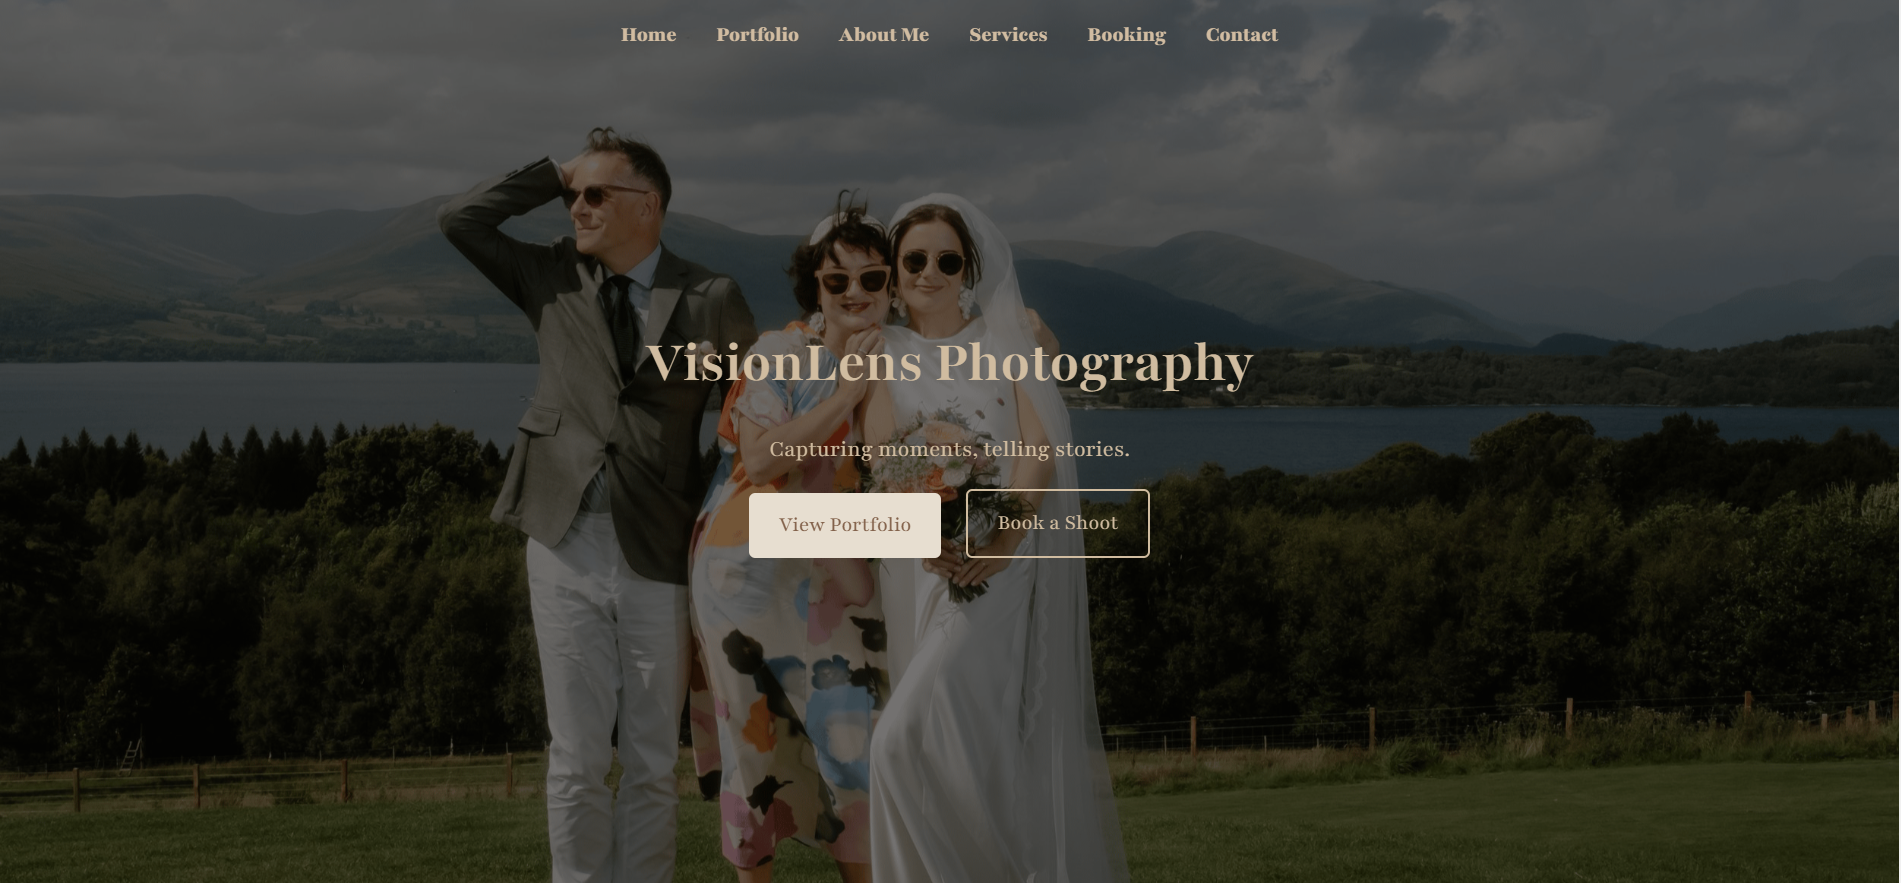 Home Portfolio About Me Services Booking Contact
VisionLens Photography
Capturing moments, telling stories.
View Portfolio Book a Shoot